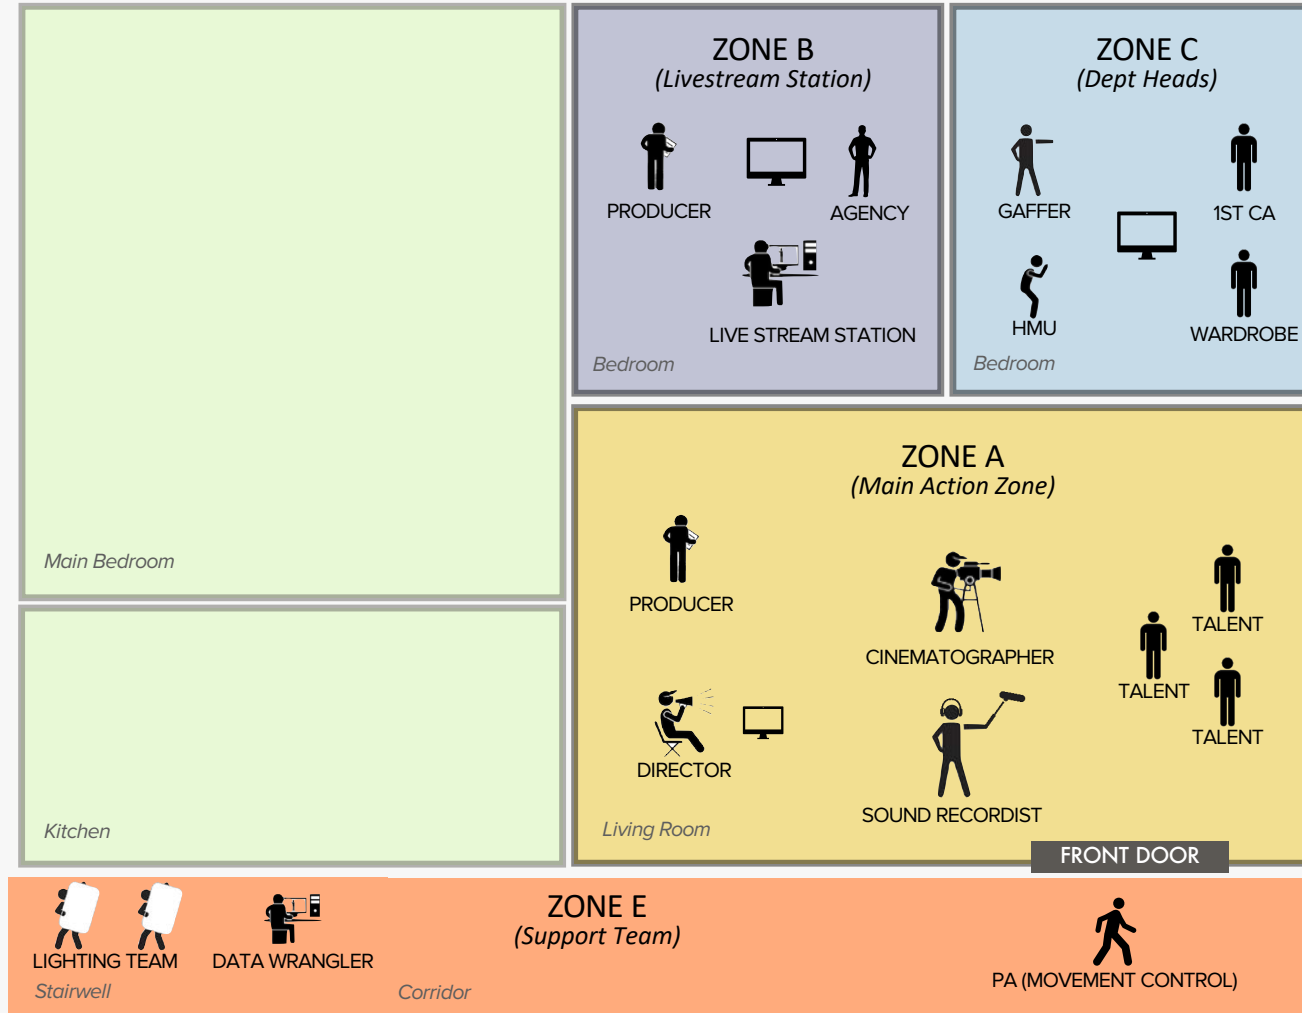 ZONE B
(Livestream Station)
PRODUCER
AGENCY
LIVE STREAM STATION
Bedroom
ZONE C
(Dept Heads)
GAFFER
1ST CA
HMU
WARDROBE
Bedroom
Main Bedroom
Kitchen
ZONE A
(Main Action Zone)
PRODUCER
CINEMATOGRAPHER
TALENT
TALENT
TALENT
DIRECTOR
SOUND RECORDIST
Living Room
FRONT DOOR
ZONE E
(Support Team)
LIGHTING TEAM
DATA WRANGLER
PA (MOVEMENT CONTROL)
Stairwell
Corridor